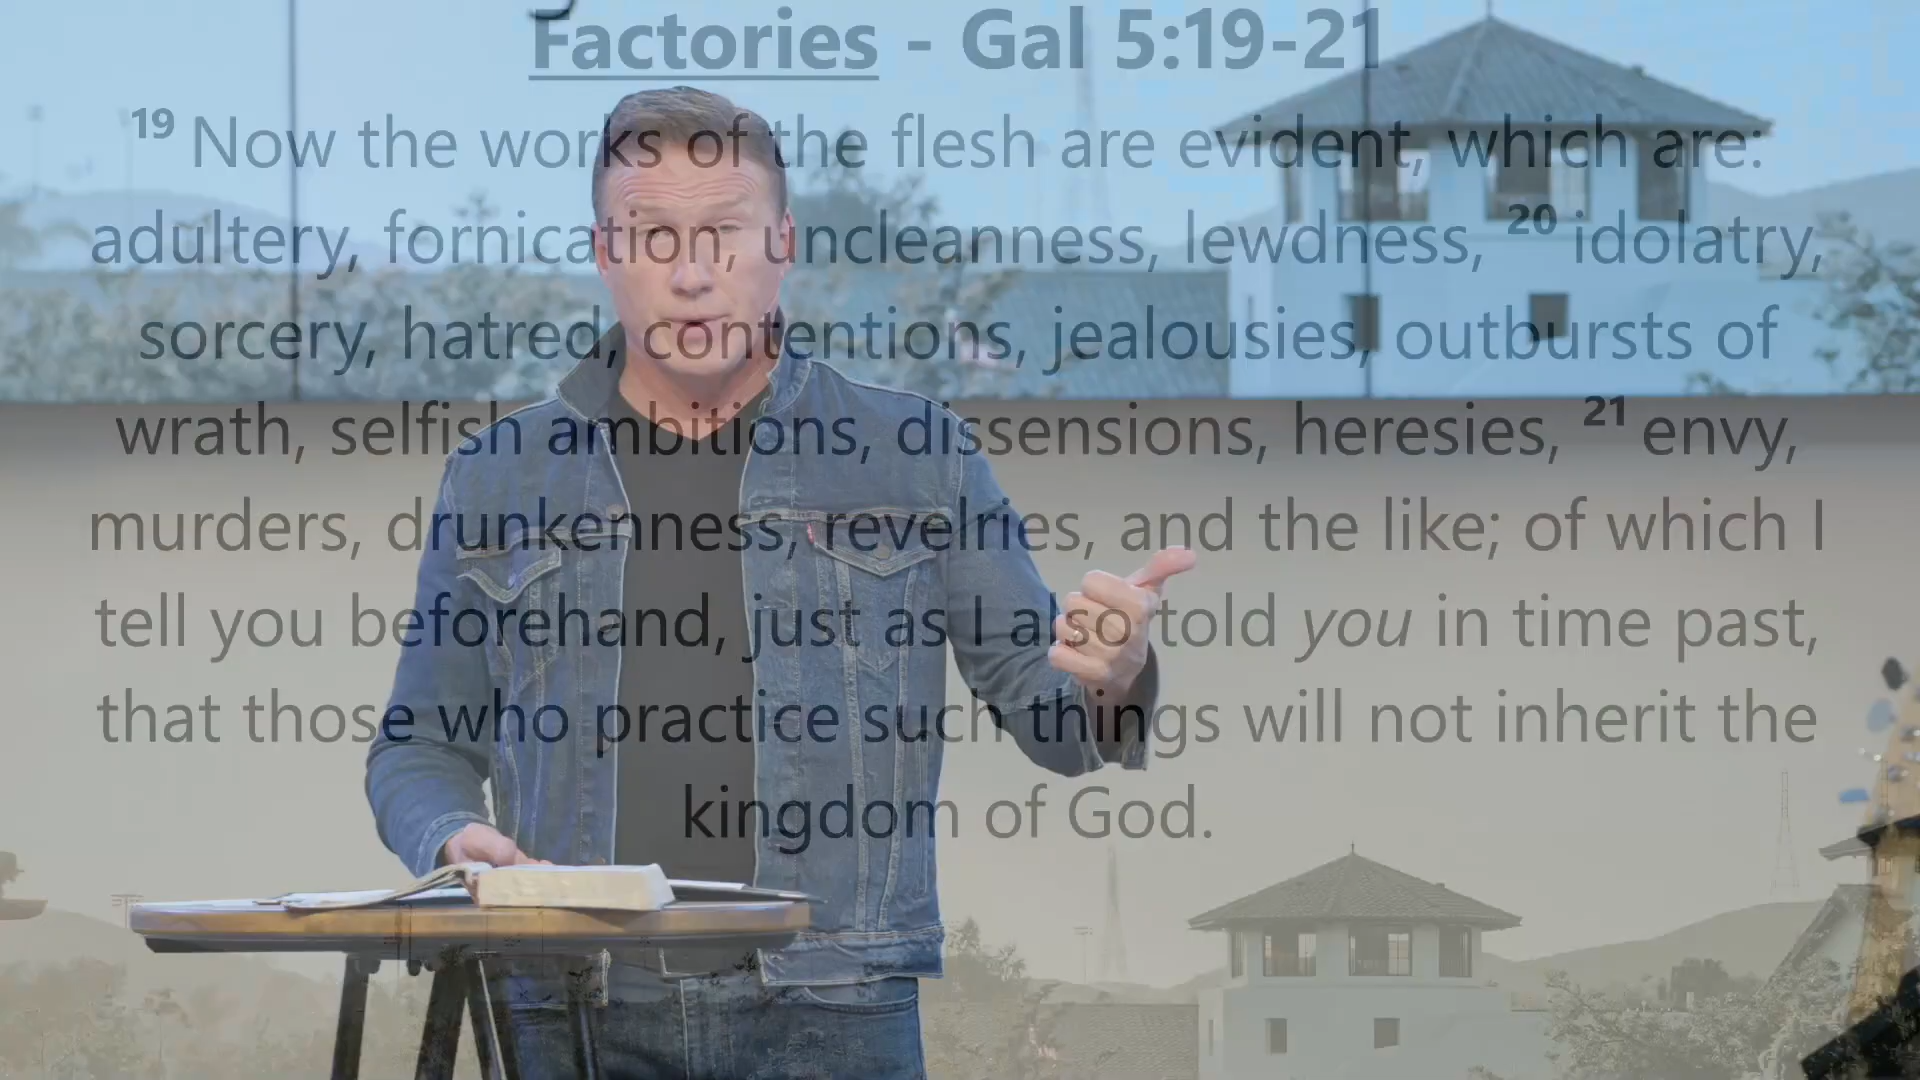 Factories - Gal 5:19-21
19 Now the works of the flesh are evident, which are:
adultery, fornication, uncleanness, lewdness, 20 idolatry,
sorcery, hatred, contentions, jealousies, outbursts of
wrath, selfish ambitions, dissensions, heresies, 21 envy,
murders, drunkenness, revelries, and the like; of which I
tell you beforehand, just as I also told you in time past,
that those who practice such things will not inherit the
kingdom of God.